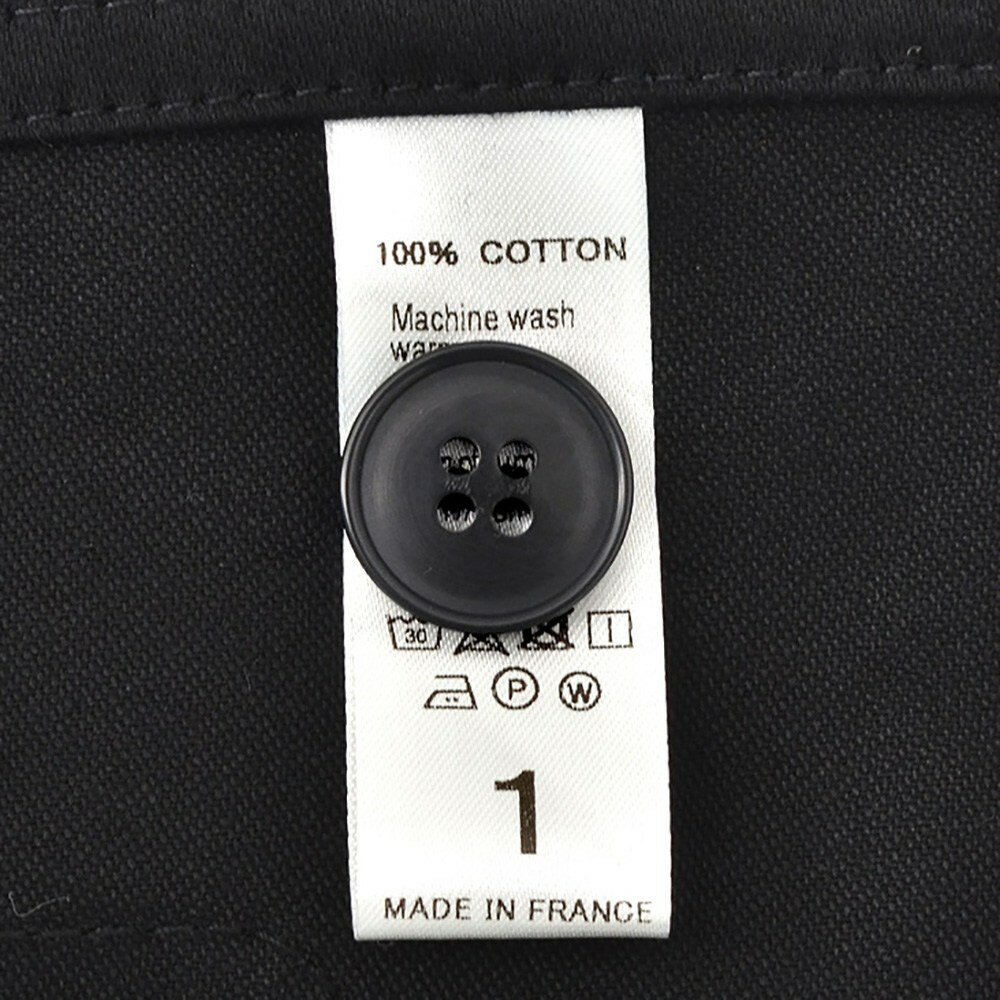 100% COTTON
Machine wash
30
P
W
1
MADE IN FRANCE